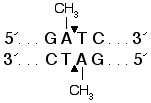 CH3
5′ . . . G A T C . . . 3′
3′ . . . C T A G . . . 5′
CH3